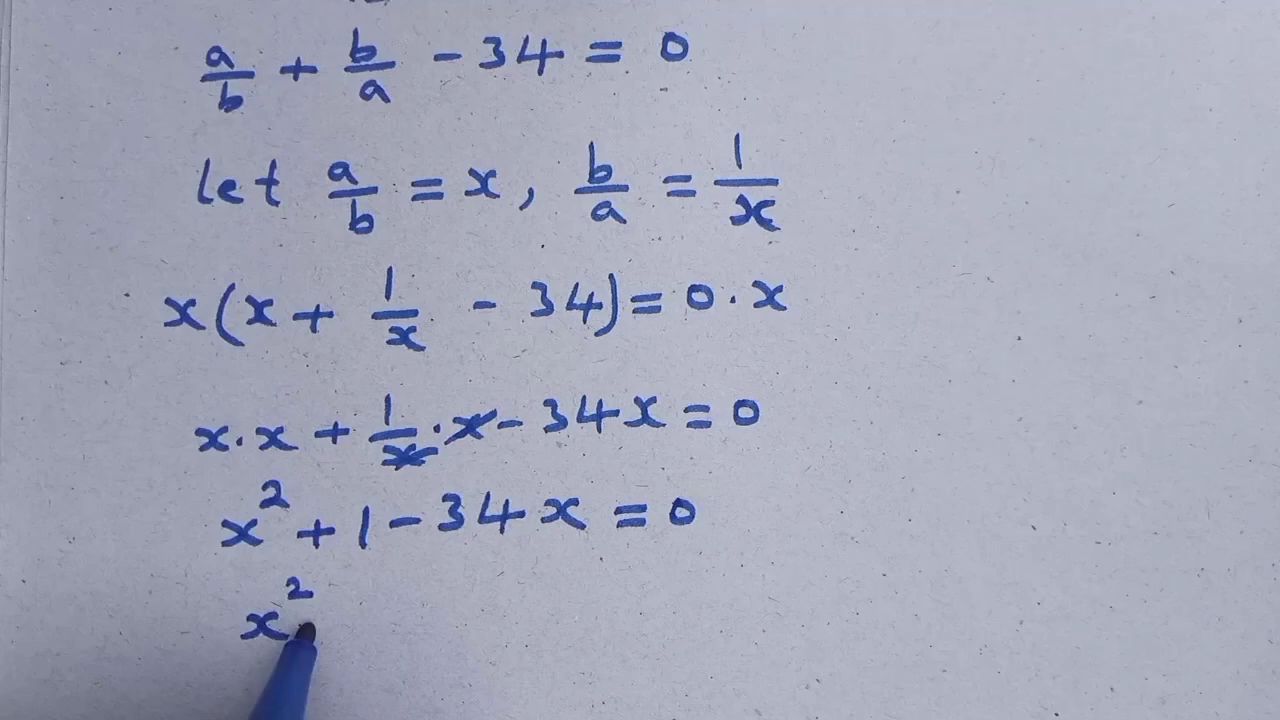 a/b + b/a - 34 = 0
let a/b = x, b/a = 1/x
x(x + 1/x - 34) = 0 · x
x · x + 1/x · x - 34x = 0
x² + 1 - 34x = 0
x²